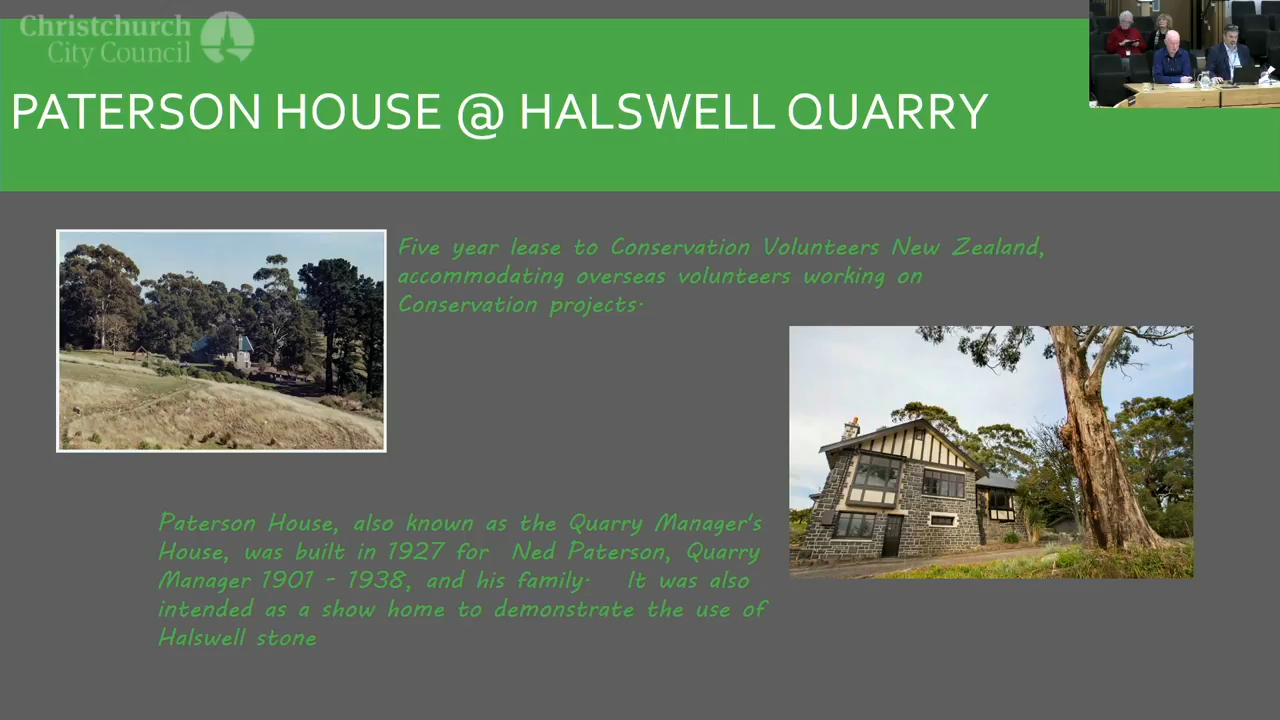 Christchurch
City Council
PATERSON HOUSE @ HALSWELL QUARRY
Five year lease to Conservation Volunteers New Zealand,
accommodating overseas volunteers working on
Conservation projects.
Paterson House, also known as the Quarry Manager's
House, was built in 1927 for Ned Paterson, Quarry
Manager 1901 - 1938, and his family. It was also
intended as a show home to demonstrate the use of
Halswell stone